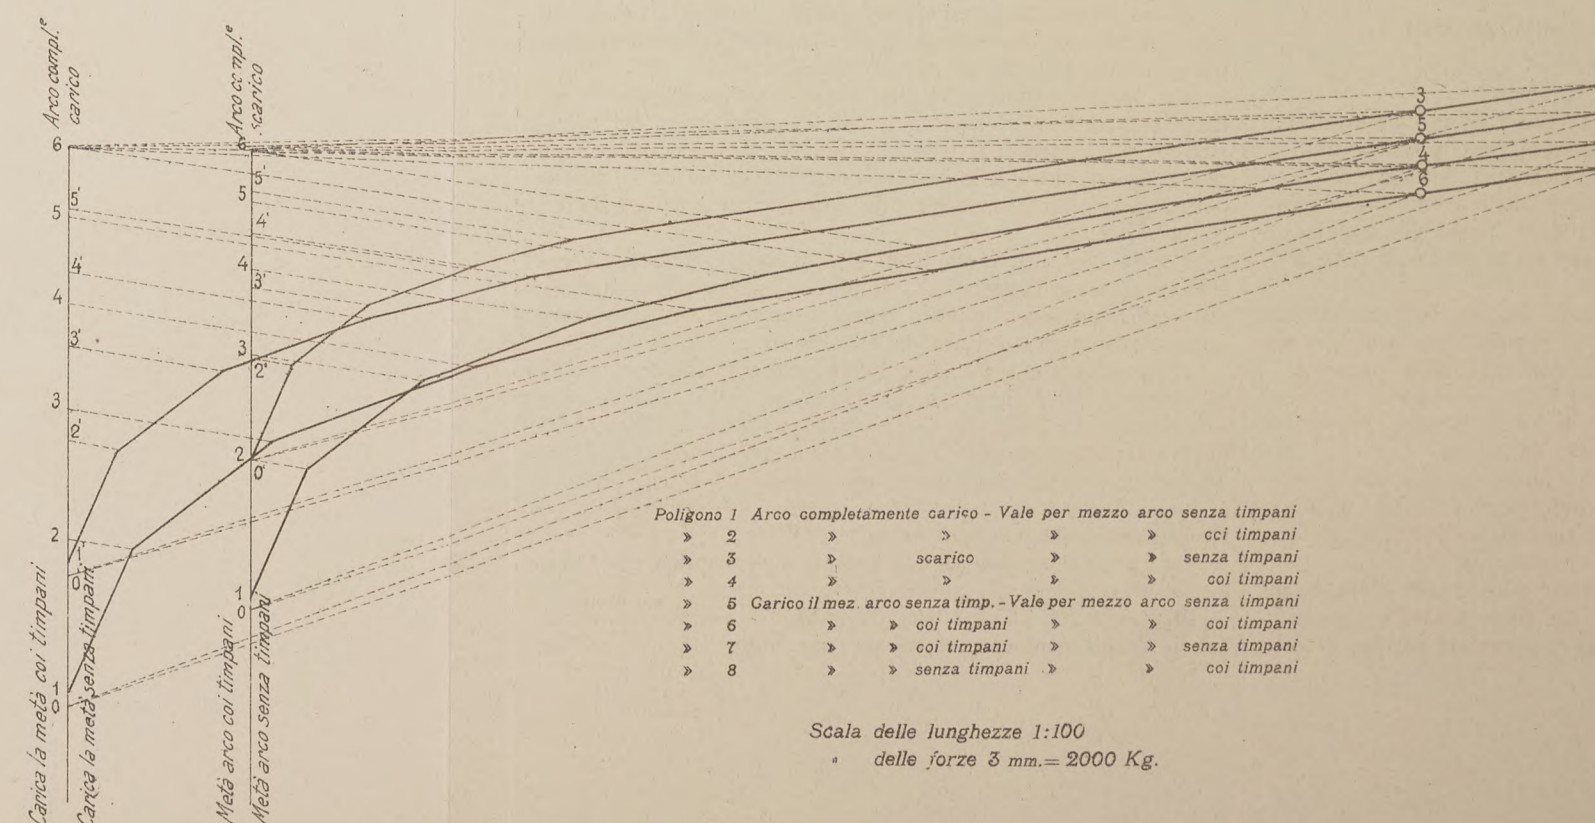 Arco compl.e
carico
Arco compl.e
scarico
6
5'
5
4'
4
3'
3
2'
2
1'
0'
1
0
6
5'
5
4'
4
3'
3
2'
2
0'
1
0
3
5
4
6
Carica la metà coi timpani
Carica la metà senza timpani
Metà arco coi timpani
Metà arco senza timpani
Poligono 1 Arco completamente carico - Vale per mezzo arco senza timpani
» 2 » » » » coi timpani
» 3 » scarico » » senza timpani
» 4 » » » » coi timpani
» 5 Carico il mez. arco senza timp. - Vale per mezzo arco senza timpani
» 6 » » coi timpani » » coi timpani
» 7 » » coi timpani » » senza timpani
» 8 » » senza timpani » » coi timpani
Scala delle lunghezze 1:100
" delle forze 3 mm. = 2000 Kg.